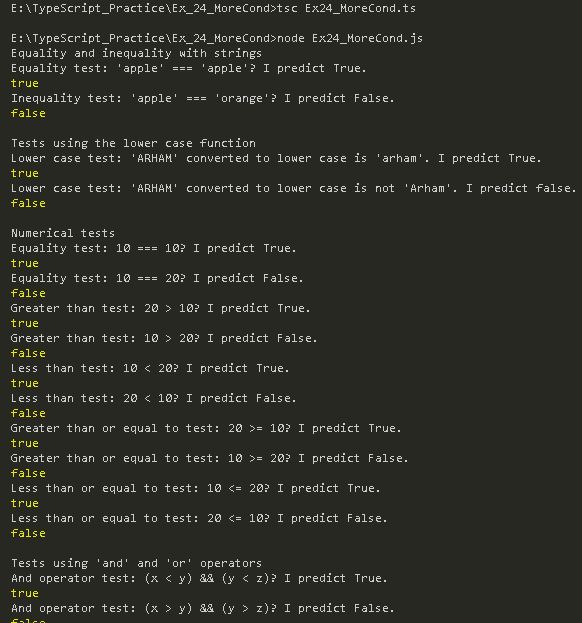 E:\TypeScript_Practice\Ex_24_MoreCond>tsc Ex24_MoreCond.ts
E:\TypeScript_Practice\Ex_24_MoreCond>node Ex24_MoreCond.js
Equality and inequality with strings
Equality test: 'apple' === 'apple'? I predict True.
true
Inequality test: 'apple' === 'orange'? I predict False.
false
Tests using the lower case function
Lower case test: 'ARHAM' converted to lower case is 'arham'. I predict True.
true
Lower case test: 'ARHAM' converted to lower case is not 'Arham'. I predict false.
false
Numerical tests
Equality test: 10 === 10? I predict True.
true
Equality test: 10 === 20? I predict False.
false
Greater than test: 20 > 10? I predict True.
true
Greater than test: 10 > 20? I predict False.
false
Less than test: 10 < 20? I predict True.
true
Less than test: 20 < 10? I predict False.
false
Greater than or equal to test: 20 >= 10? I predict True.
true
Greater than or equal to test: 10 >= 20? I predict False.
false
Less than or equal to test: 10 <= 20? I predict True.
true
Less than or equal to test: 20 <= 10? I predict False.
false
Tests using 'and' and 'or' operators
And operator test: (x < y) && (y < z)? I predict True.
true
And operator test: (x > y) && (y > z)? I predict False.
false